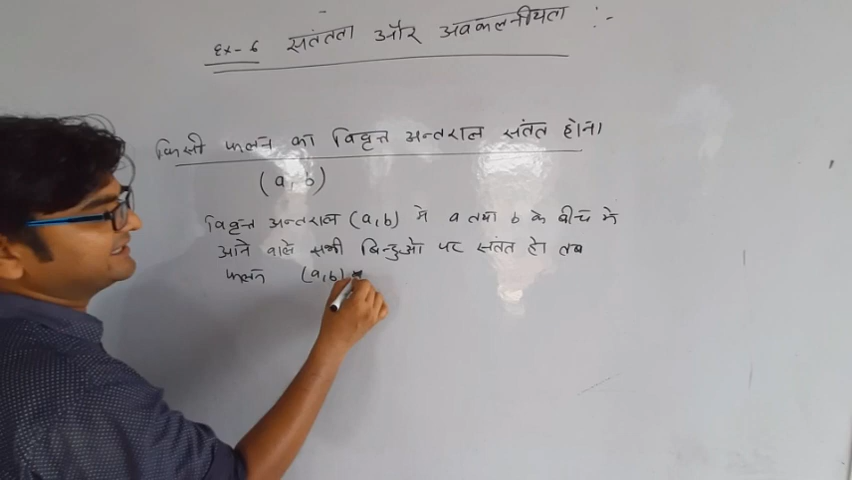 Ex-6 सतंतता और अवकलनीयता :-
किसी फलन का विवृत्त अन्तराल संतत होना
(a, b)
विवृत्त अन्तराल (a,b) मे a तथा b के बीच मे
आने वाले सभी बिन्दुओ पर संतत हो तब
फलन (a,b)